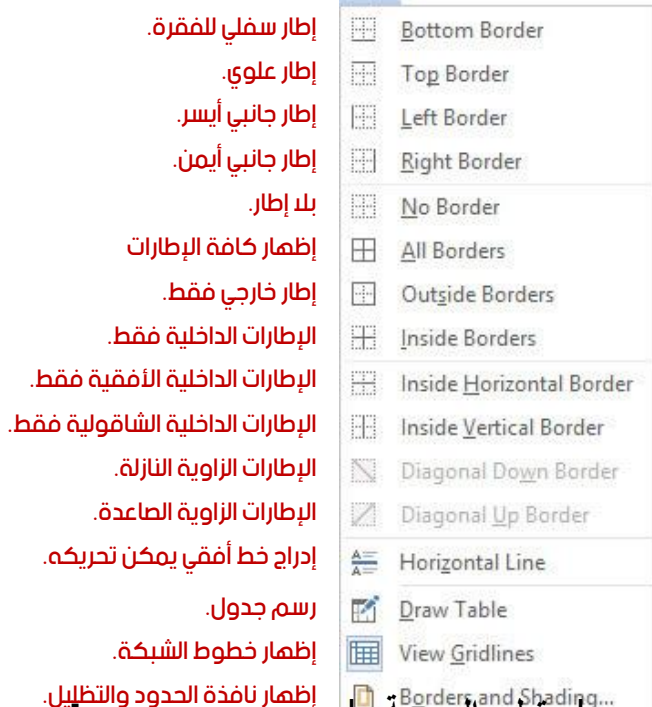 إطار سفلي للفقرة. Bottom Border
إطار علوي. Top Border
إطار جانبي أيسر. Left Border
إطار جانبي أيمن. Right Border
بلا إطار. No Border
إظهار كافة الإطارات All Borders
إطار خارجي فقط. Outside Borders
الإطارات الداخلية فقط. Inside Borders
الإطارات الداخلية الأفقية فقط. Inside Horizontal Border
الإطارات الداخلية الشاقولية فقط. Inside Vertical Border
الإطارات الزاوية النازلة. Diagonal Down Border
الإطارات الزاوية الصاعدة. Diagonal Up Border
إدراج خط أفقي يمكن تحريكه. Horizontal Line
رسم جدول. Draw Table
إظهار خطوط الشبكة. View Gridlines
إظهار نافذة الحدود والتظليل. Borders and Shading...